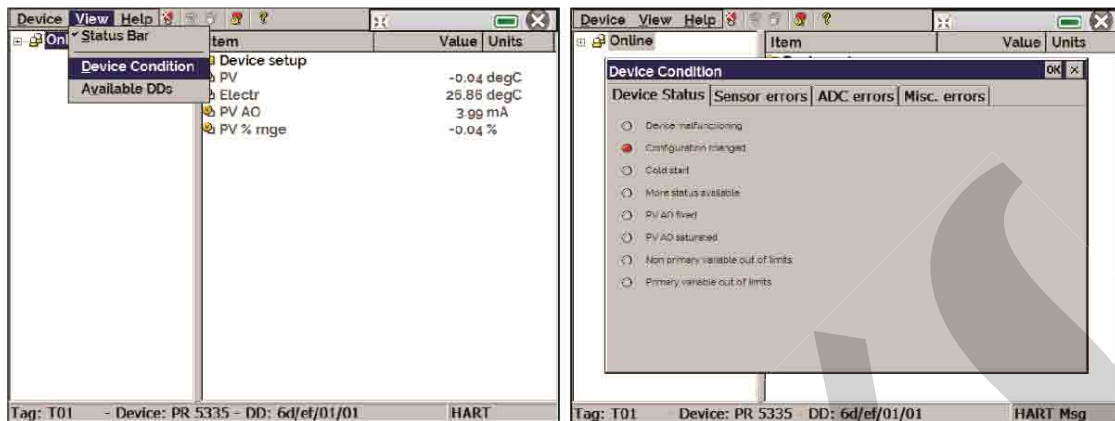 Device View Help
Onl
Status Bar
Device Condition
Available DDs
tem Value Units
Device setup
PV -0.04 degC
Electr 26.86 degC
PV AO 3.99 mA
PV % rnge -0.04 %
Tag: T01 - Device: PR 5335 - DD: 6d/ef/01/01 HART
Device View Help
Online
Item Value Units
Device Condition OK
Device Status Sensor errors ADC errors Misc. errors
Device malfunctioning
Configuration changed
Cold start
More status available
PV AO fixed
PV AO saturated
Non primary variable out of limits
Primary variable out of limits
Tag: T01 Device: PR 5335 DD: 6d/ef/01/01 HART Msg